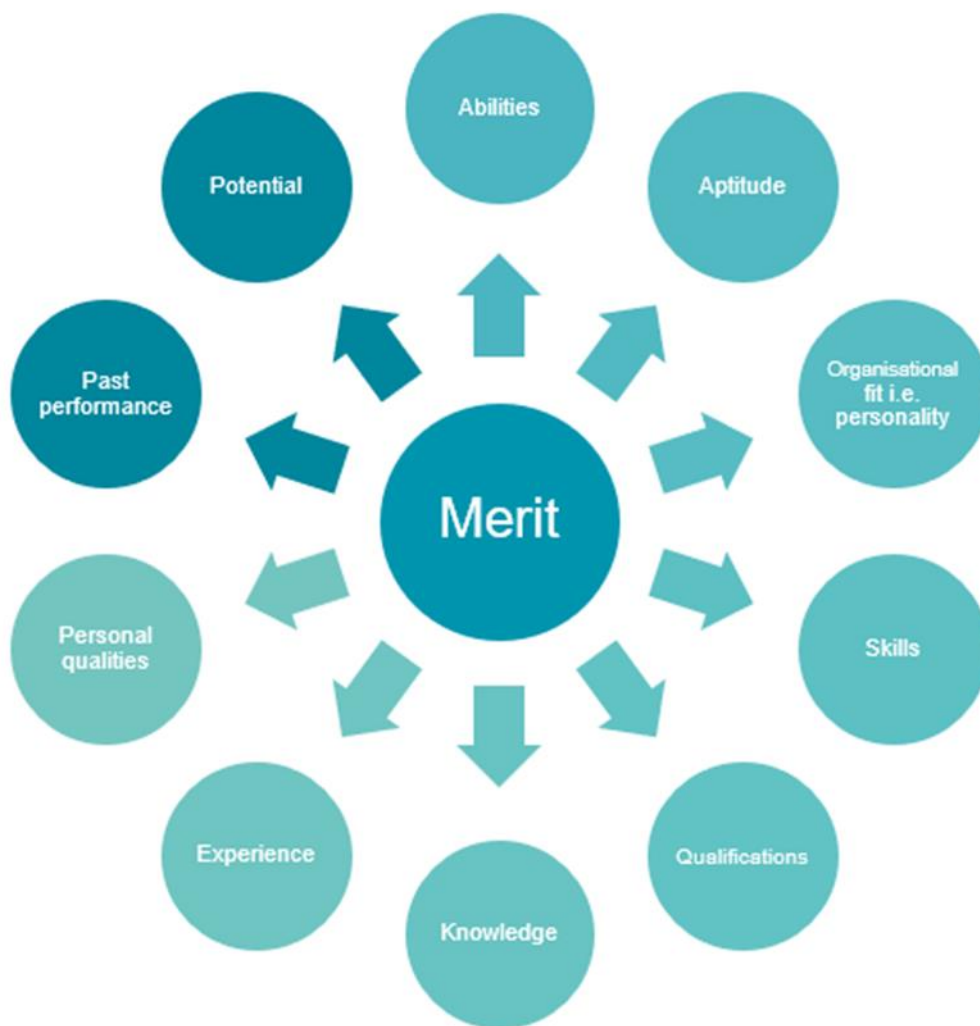 Abilities
Aptitude
Organisational
fit i.e.
personality
Skills
Qualifications
Knowledge
Experience
Personal
qualities
Past
performance
Potential
Merit